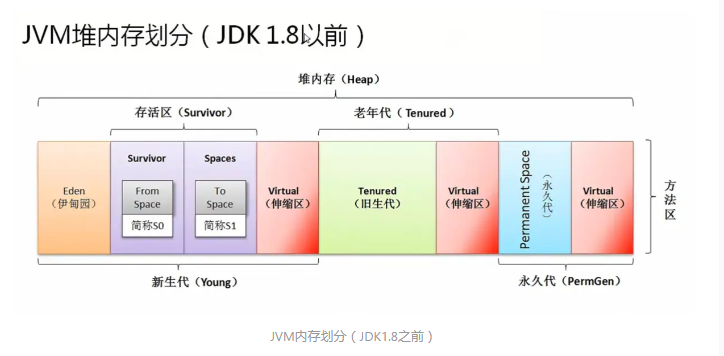 JVM堆内存划分（JDK 1.8以前）
堆内存（Heap）
存活区（Survivor）
老年代（Tenured）
Eden
（伊甸园）
Survivor
From
Space
简称S0
Spaces
To
Space
简称S1
Virtual
（伸缩区）
Tenured
（旧生代）
Virtual
（伸缩区）
Permanent Space
（永久代）
Virtual
（伸缩区）
方法区
新生代（Young）
永久代（PermGen）
JVM内存划分（JDK1.8之前）